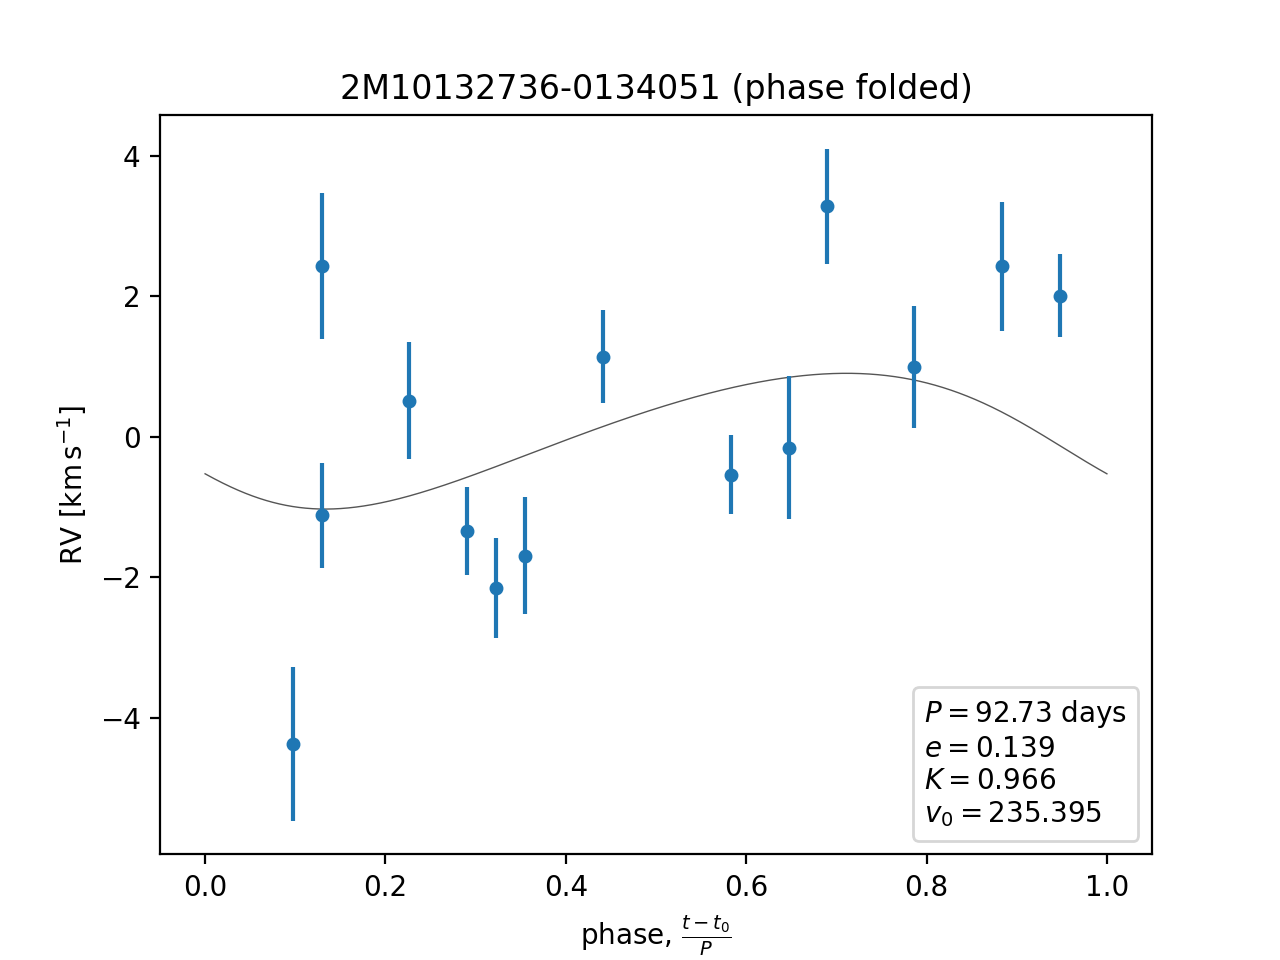 2M10132736-0134051 (phase folded)
RV [km s⁻¹]
4
2
0
−2
−4
P = 92.73 days
e = 0.139
K = 0.966
v₀ = 235.395
0.0 0.2 0.4 0.6 0.8 1.0
phase, (t − t₀)/P